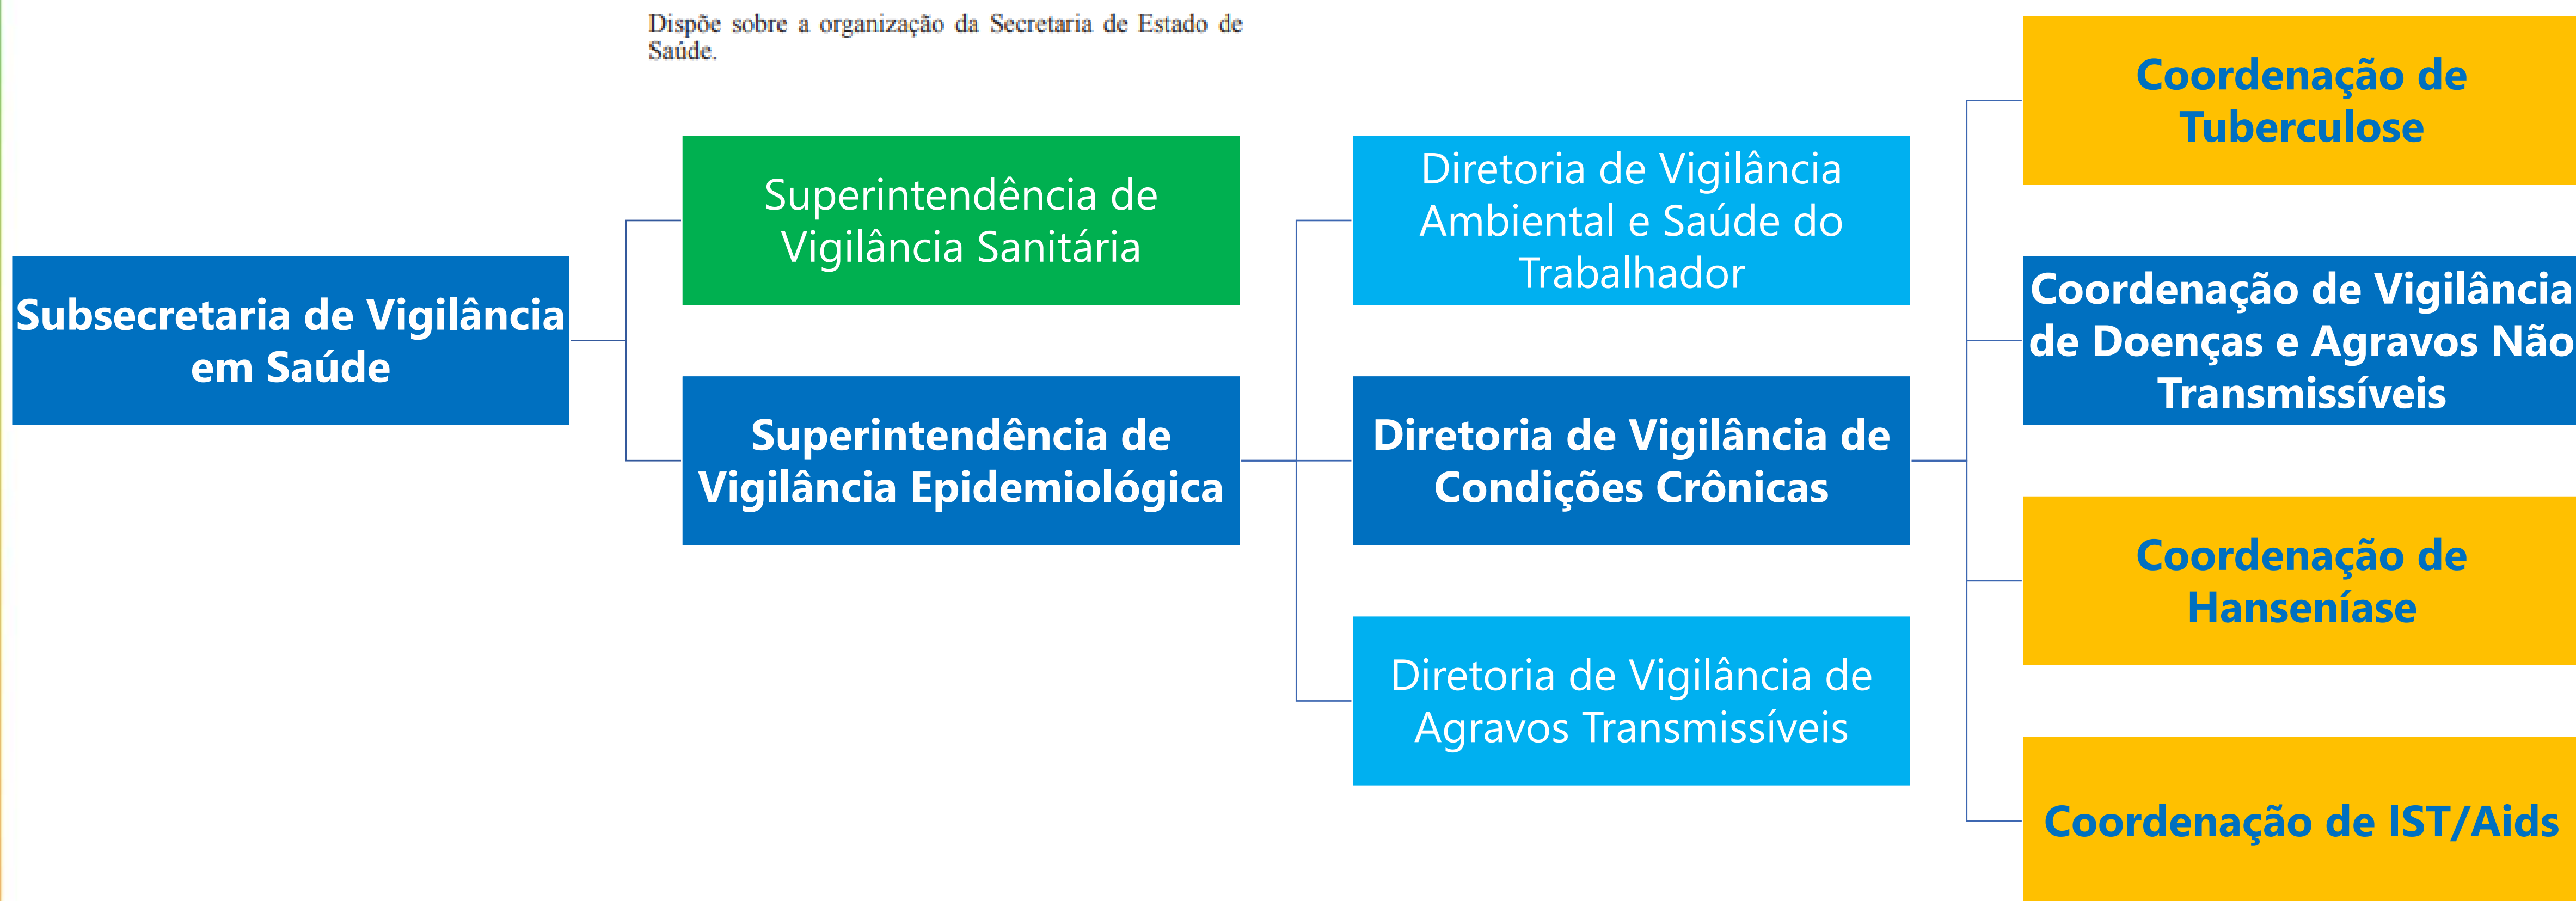 Dispõe sobre a organização da Secretaria de Estado de
Saúde.
Subsecretaria de Vigilância
em Saúde
Superintendência de
Vigilância Sanitária
Superintendência de
Vigilância Epidemiológica
Diretoria de Vigilância
Ambiental e Saúde do
Trabalhador
Diretoria de Vigilância de
Condições Crônicas
Diretoria de Vigilância de
Agravos Transmissíveis
Coordenação de
Tuberculose
Coordenação de Vigilância
de Doenças e Agravos Não
Transmissíveis
Coordenação de
Hanseníase
Coordenação de IST/Aids